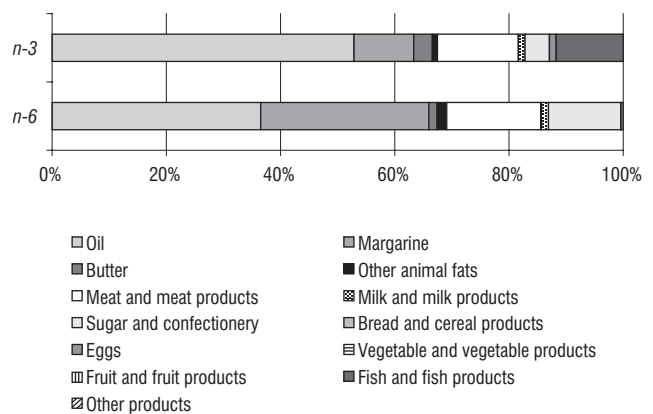 n-3
n-6
0% 20% 40% 60% 80% 100%
Oil Margarine
Butter Other animal fats
Meat and meat products Milk and milk products
Sugar and confectionery Bread and cereal products
Eggs Vegetable and vegetable products
Fruit and fruit products Fish and fish products
Other products